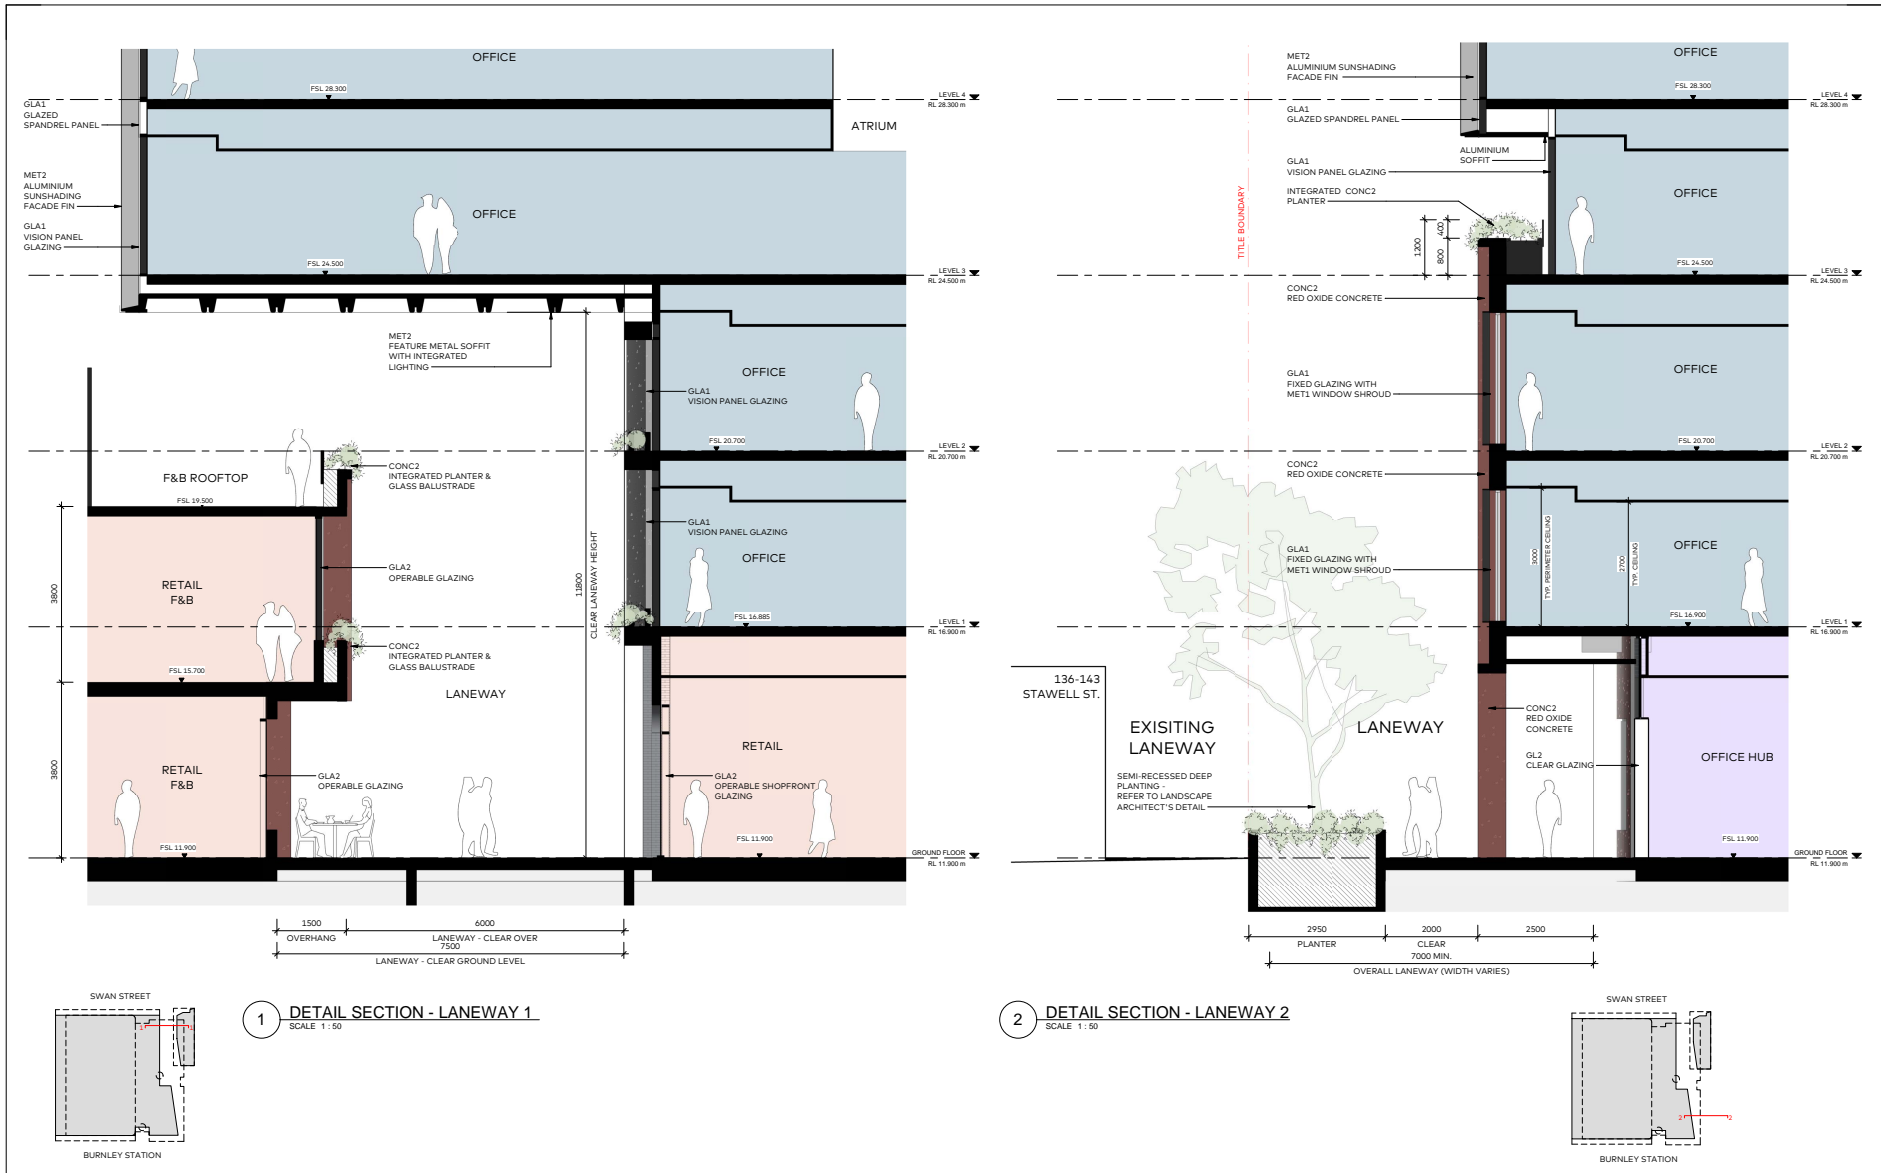 OFFICE
FSL 28.300
LEVEL 4
RL 28.300 m
GLA1
GLAZED
SPANDREL PANEL
ATRIUM
MET2
ALUMINIUM
SUNSHADING
FACADE FIN
OFFICE
GLA1
VISION PANEL
GLAZING
FSL 24.500
LEVEL 3
RL 24.500 m
MET2
FEATURE METAL SOFFIT
WITH INTEGRATED
LIGHTING
OFFICE
GLA1
VISION PANEL GLAZING
FSL 20.700
LEVEL 2
RL 20.700 m
F&B ROOFTOP
CONC2
INTEGRATED PLANTER &
GLASS BALUSTRADE
FSL 19.500
GLA1
VISION PANEL GLAZING
OFFICE
11800
CLEAR LANEWAY HEIGHT
3800
RETAIL
F&B
GLA2
OPERABLE GLAZING
FSL 16.885
LEVEL 1
RL 16.900 m
CONC2
INTEGRATED PLANTER &
GLASS BALUSTRADE
FSL 15.700
LANEWAY
3800
RETAIL
F&B
GLA2
OPERABLE GLAZING
RETAIL
GLA2
OPERABLE SHOPFRONT
GLAZING
FSL 11.900
FSL 11.900
GROUND FLOOR
RL 11.900 m
1500
6000
OVERHANG
LANEWAY - CLEAR OVER
7500
LANEWAY - CLEAR GROUND LEVEL
SWAN STREET
1
1
BURNLEY STATION
1
DETAIL SECTION - LANEWAY 1
SCALE 1 : 50
MET2
ALUMINIUM SUNSHADING
FACADE FIN
OFFICE
FSL 28.300
LEVEL 4
RL 28.300 m
GLA1
GLAZED SPANDREL PANEL
ALUMINIUM
SOFFIT
GLA1
VISION PANEL GLAZING
INTEGRATED CONC2
PLANTER
OFFICE
TITLE BOUNDARY
1200
400
800
FSL 24.500
LEVEL 3
RL 24.500 m
CONC2
RED OXIDE CONCRETE
GLA1
FIXED GLAZING WITH
MET1 WINDOW SHROUD
OFFICE
FSL 20.700
LEVEL 2
RL 20.700 m
CONC2
RED OXIDE CONCRETE
GLA1
FIXED GLAZING WITH
MET1 WINDOW SHROUD
3000
TYP. PERIMETER CEILING
2700
TYP. CEILING
OFFICE
FSL 16.900
LEVEL 1
RL 16.900 m
136-143
STAWELL ST.
EXISITING
LANEWAY
LANEWAY
CONC2
RED OXIDE
CONCRETE
GL2
CLEAR GLAZING
OFFICE HUB
SEMI-RECESSED DEEP
PLANTING -
REFER TO LANDSCAPE
ARCHITECT'S DETAIL
FSL 11.900
GROUND FLOOR
RL 11.900 m
2950
2000
2500
PLANTER
CLEAR
7000 MIN.
OVERALL LANEWAY (WIDTH VARIES)
2
DETAIL SECTION - LANEWAY 2
SCALE 1 : 50
SWAN STREET
2
2
BURNLEY STATION